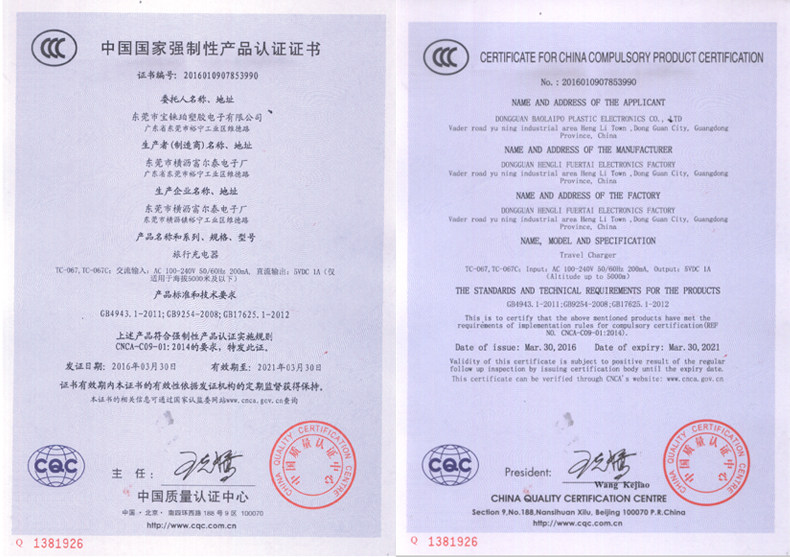 中国国家强制性产品认证证书
证书编号: 2016010907853990
委托人名称、地址
东莞市宝铼珀塑胶电子有限公司
广东省东莞市裕宁工业区维德路
生产者(制造商)名称、地址
东莞市横沥富尔泰电子厂
广东省东莞市裕宁工业区维德路
生产企业名称、地址
东莞市横沥富尔泰电子厂
东莞市横沥镇裕宁工业区维德路
产品名称和系列、规格、型号
旅行充电器
TC-067,TC-067C: 交流输入: AC 100-240V 50/60Hz 200mA, 直流输出: 5VDC 1A (仅
适用于海拔5000米及以下)
产品标准和技术要求
GB4943.1-2011;GB9254-2008;GB17625.1-2012
上述产品符合强制性产品认证实施规则
CNCA-C09-01:2014的要求，特发此证。
发证日期: 2016年03月30日 有效期至: 2021年03月30日
证书有效期内本证书的有效性依据发证机构的定期监督获得保持。
本证书的相关信息可通过国家认监委网站www.cnca.gov.cn查询
CQC
主 任:
CHINA QUALITY CERTIFICATION CENTRE
中国质量认证中心
中国质量认证中心
中国·北京·南四环西路188号9区 100070
http://www.cqc.com.cn
Q 1381926
CERTIFICATE FOR CHINA COMPULSORY PRODUCT CERTIFICATION
No.: 2016010907853990
NAME AND ADDRESS OF THE APPLICANT
DONGGUAN BAOLAIPO PLASTIC ELECTRONICS CO., LTD
Vader road yu ning industrial area Heng Li Town ,Dong Guan City, Guangdong
Province, China
NAME AND ADDRESS OF THE MANUFACTURER
DONGGUAN HENGLI FUERTAI ELECTRONICS FACTORY
Vader road yu ning industrial area Heng Li Town ,Dong Guan City, Guangdong
Province, China
NAME AND ADDRESS OF THE FACTORY
DONGGUAN HENGLI FUERTAI ELECTRONICS FACTORY
Vader road yu ning industrial area Heng Li Town ,Dong Guan City, Guangdong
Province, China
NAME, MODEL AND SPECIFICATION
Travel Charger
TC-067,TC-067C: Input: AC 100-240V 50/60Hz 200mA, Output: 5VDC 1A
(Altitude up to 5000m)
THE STANDARDS AND TECHNICAL REQUIREMENTS FOR THE PRODUCTS
GB4943.1-2011;GB9254-2008;GB17625.1-2012
This is to certify that the above mentioned products have met the
requirements of implementation rules for compulsory certification(REF
NO. CNCA-C09-01:2014).
Date of issue: Mar.30,2016 Date of expiry: Mar.30,2021
Validity of this certificate is subject to positive result of the regular
follow up inspection by issuing certification body until the expiry date.
This certificate can be verified through CNCA's website: www.cnca.gov.cn
CQC
President:
Wang Kejiao
CHINA QUALITY CERTIFICATION CENTRE
中国质量认证中心
CHINA QUALITY CERTIFICATION CENTRE
Section 9,No.188,Nansihuan Xilu, Beijing 100070 P.R.China
http://www.cqc.com.cn
Q 1381926